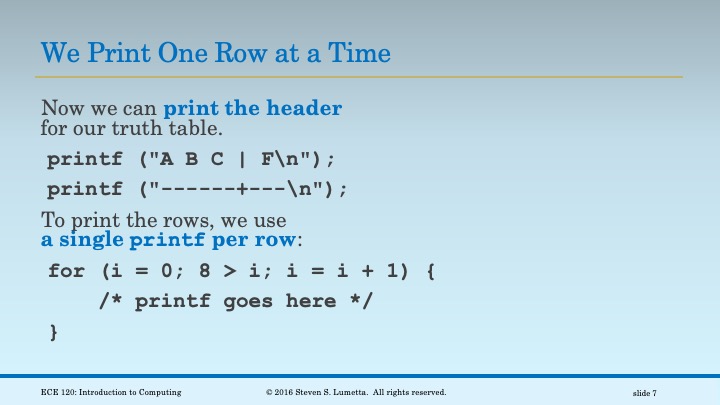 We Print One Row at a Time
Now we can print the header
for our truth table.
printf ("A B C | F\n");
printf ("------+---\n");
To print the rows, we use
a single printf per row:
for (i = 0; 8 > i; i = i + 1) {
/* printf goes here */
}
ECE 120: Introduction to Computing
© 2016 Steven S. Lumetta. All rights reserved.
slide 7